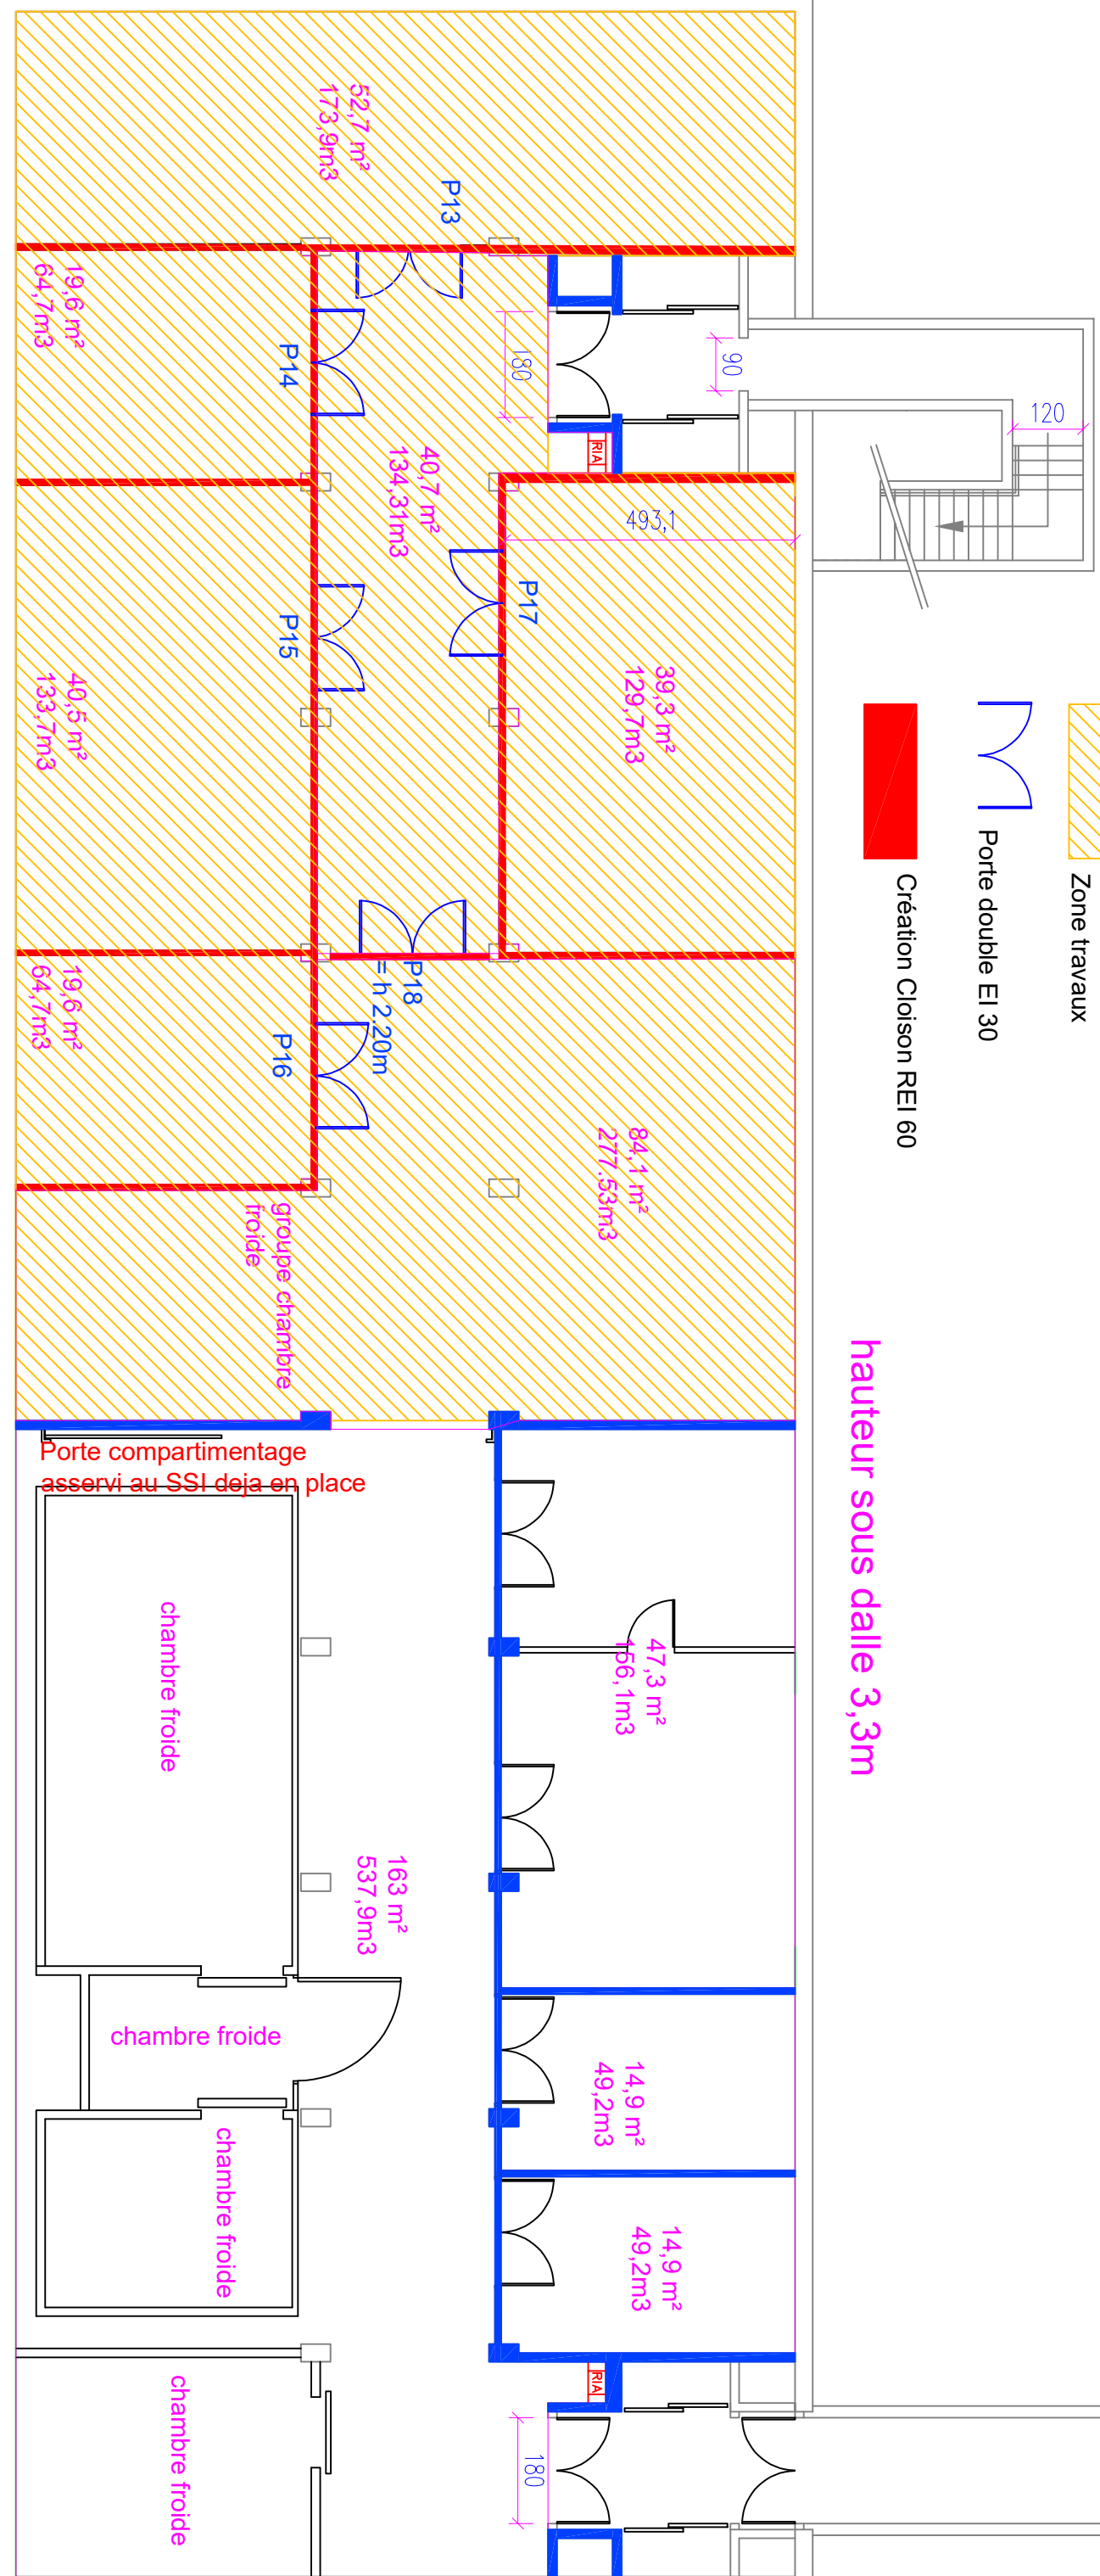 52,7 m²
173,9m3
P13
19,6 m²
64,7m3
P14
180
90
120
RIA
40,7 m²
134,31m3
493,1
P17
P15
40,5 m²
133,7m3
39,3 m²
129,7m3
Zone travaux
Porte double EI 30
Création Cloison REI 60
P18
= h 2.20m
19,6 m²
64,7m3
P16
84,1 m²
277.53m3
groupe chambre
froide
hauteur sous dalle 3,3m
Porte compartimentage
asservi au SSI deja en place
chambre froide
47,3 m²
156,1m3
163 m²
537,9m3
chambre froide
14,9 m²
49,2m3
chambre froide
14,9 m²
49,2m3
RIA
chambre froide
180